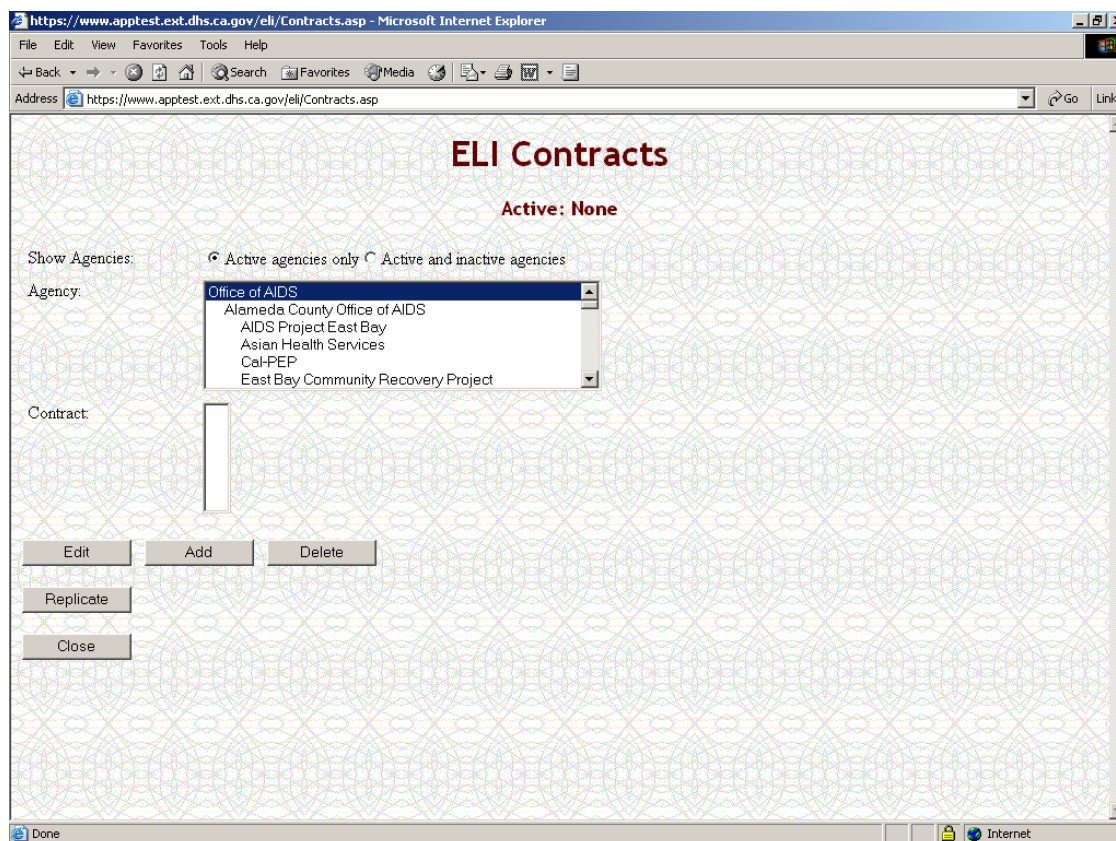 https://www.apptest.ext.dhs.ca.gov/eli/Contracts.asp - Microsoft Internet Explorer
File Edit View Favorites Tools Help
Back Search Favorites Media
Address https://www.apptest.ext.dhs.ca.gov/eli/Contracts.asp Go Link
ELI Contracts
Active: None
Show Agencies: Active agencies only Active and inactive agencies
Agency: Office of AIDS
Alameda County Office of AIDS
AIDS Project East Bay
Asian Health Services
Cal-PEP
East Bay Community Recovery Project
Contract:
Edit Add Delete
Replicate
Close
Done Internet